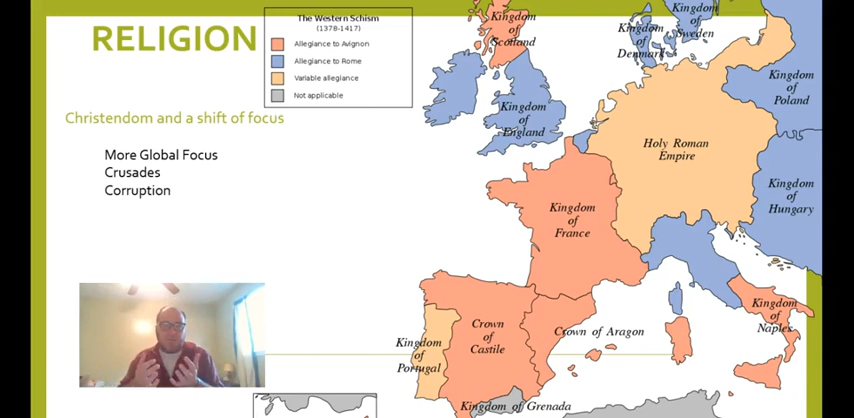 RELIGION
Christendom and a shift of focus
More Global Focus
Crusades
Corruption
The Western Schism
(1378-1417)
Allegiance to Avignon
Allegiance to Rome
Variable allegiance
Not applicable
Kingdom
of
Scotland
Kingdom
of
Denmark
Kingdom
of
Sweden
Kingdom
of
England
Kingdom
of
Poland
Holy Roman
Empire
Kingdom
of
Hungary
Kingdom
of
France
Kingdom
of
Portugal
Crown
of
Castile
Crown of Aragon
Kingdom
of
Naples
Kingdom of Grenada